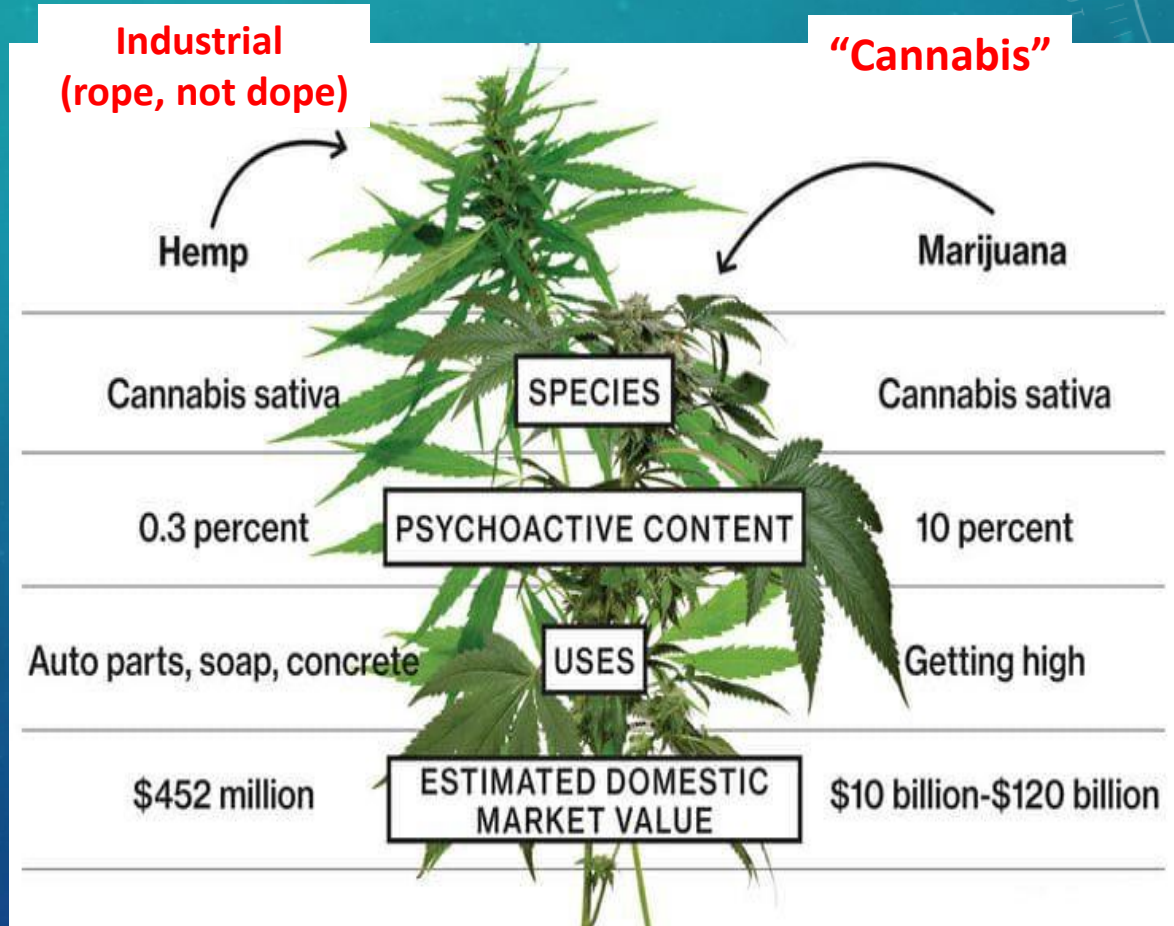 Industrial
(rope, not dope)
“Cannabis”
Hemp
Marijuana
Cannabis sativa
SPECIES
Cannabis sativa
0.3 percent
PSYCHOACTIVE CONTENT
10 percent
Auto parts, soap, concrete
USES
Getting high
$452 million
ESTIMATED DOMESTIC
MARKET VALUE
$10 billion-$120 billion